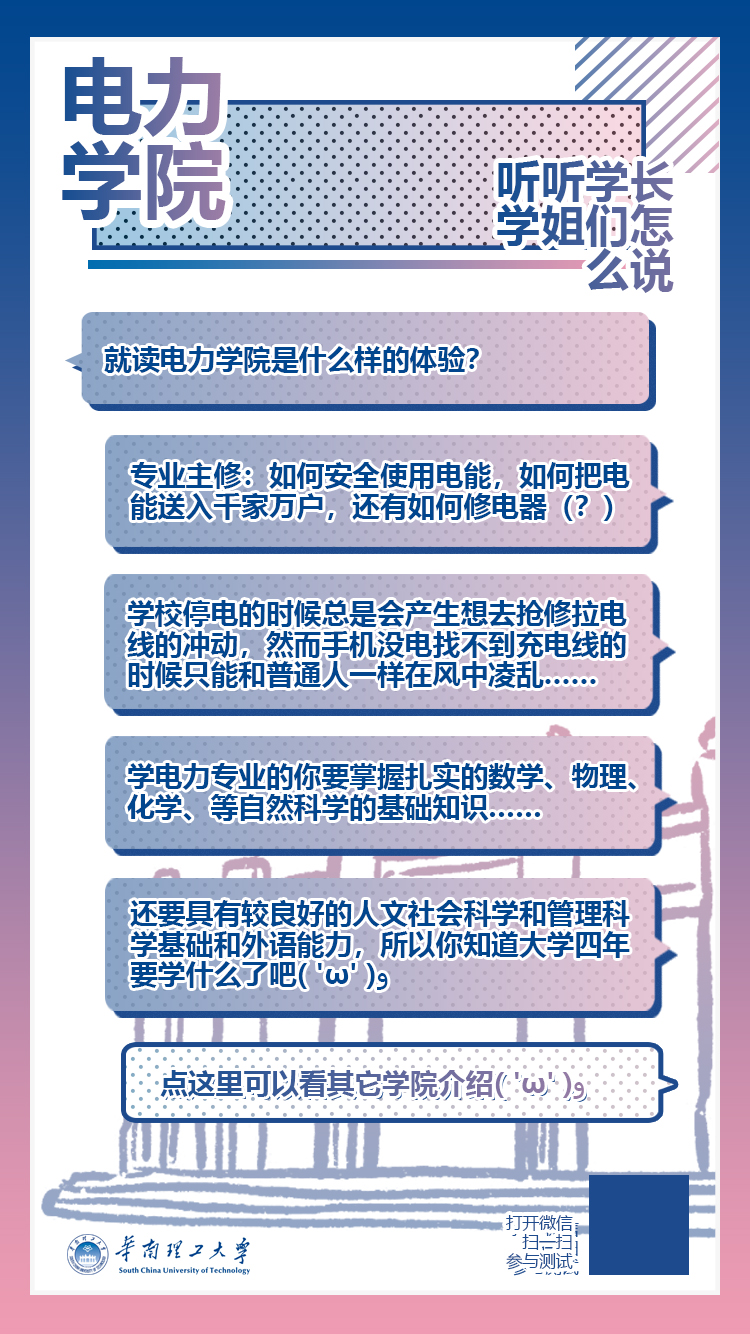 电力
学院
听听学长
学姐们怎
么说
就读电力学院是什么样的体验？
专业主修：如何安全使用电能，如何把电
能送入千家万户，还有如何修电器（？）
学校停电的时候总是会产生想去抢修拉电
线的冲动，然而手机没电找不到充电线的
时候只能和普通人一样在风中凌乱……
学电力专业的你要掌握扎实的数学、物理、
化学、等自然科学的基础知识……
还要具有较良好的人文社会科学和管理科
学基础和外语能力，所以你知道大学四年
要学什么了吧( 'ω' )و
点这里可以看其它学院介绍( 'ω' )و
华南理工大学
South China University of Technology
打开微信
扫一扫
参与测试